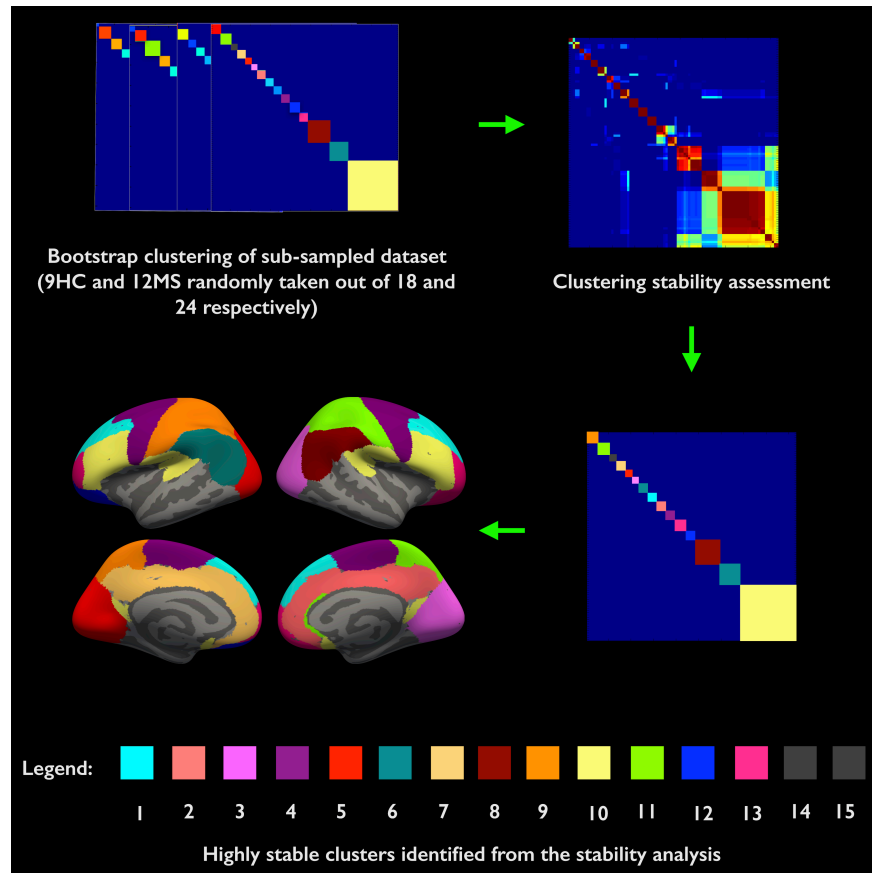 Bootstrap clustering of sub-sampled dataset
(9HC and 12MS randomly taken out of 18 and
24 respectively)
Clustering stability assessment
Legend:
1 2 3 4 5 6 7 8 9 10 11 12 13 14 15
Highly stable clusters identified from the stability analysis